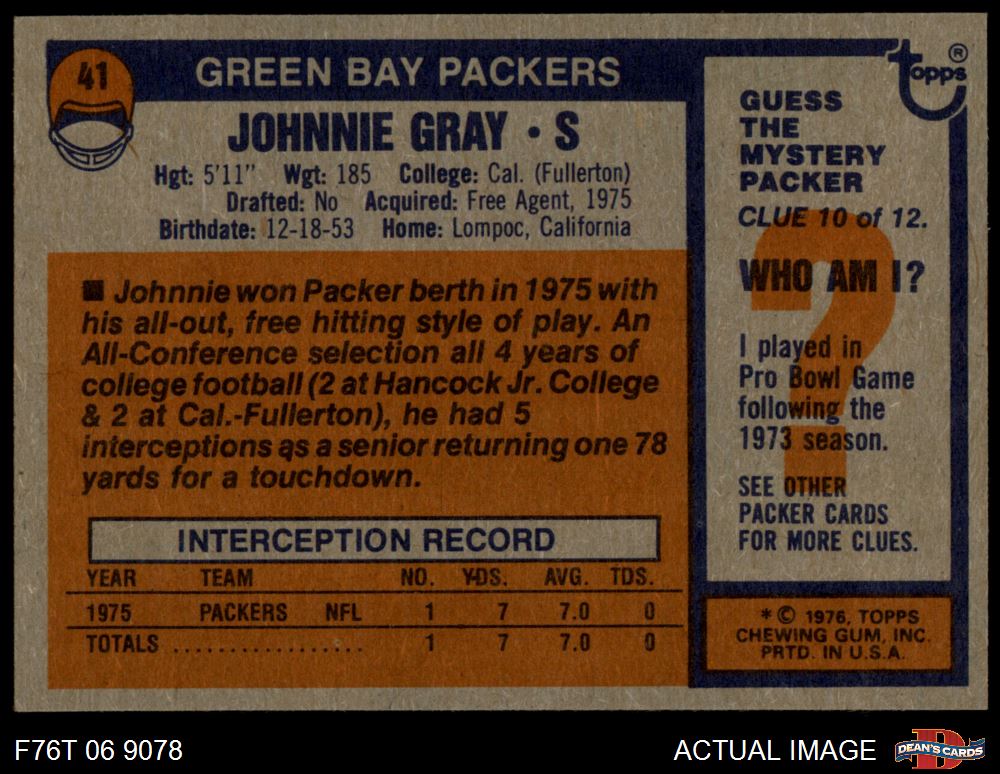 41
GREEN BAY PACKERS
JOHNNIE GRAY • S
Hgt: 5'11" Wgt: 185 College: Cal. (Fullerton)
Drafted: No Acquired: Free Agent, 1975
Birthdate: 12-18-53 Home: Lompoc, California
■ Johnnie won Packer berth in 1975 with
his all-out, free hitting style of play. An
All-Conference selection all 4 years of
college football (2 at Hancock Jr. College
& 2 at Cal.-Fullerton), he had 5
interceptions as a senior returning one 78
yards for a touchdown.
INTERCEPTION RECORD
YEAR TEAM NO. YDS. AVG. TDS.
1975 PACKERS NFL 1 7 7.0 0
TOTALS .................. 1 7 7.0 0
topps®
GUESS
THE
MYSTERY
PACKER
CLUE 10 of 12.
WHO AM I?
?
I played in
Pro Bowl Game
following the
1973 season.
SEE OTHER
PACKER CARDS
FOR MORE CLUES.
* © 1976, TOPPS
CHEWING GUM, INC.
PRTD. IN U.S.A.
F76T 06 9078
ACTUAL IMAGE
D
DEAN'S CARDS